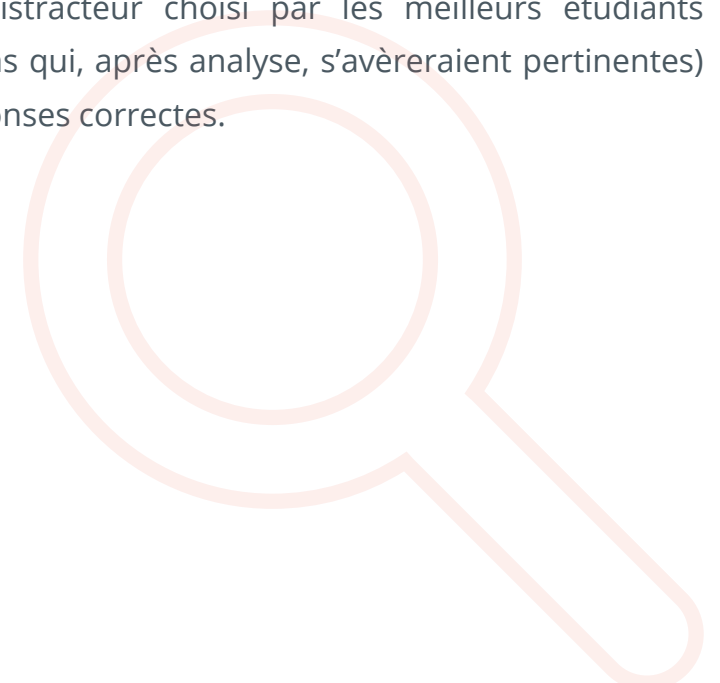 istracteur choisi par les meilleurs étudiants
s qui, après analyse, s’avèreraient pertinentes)
nses correctes.